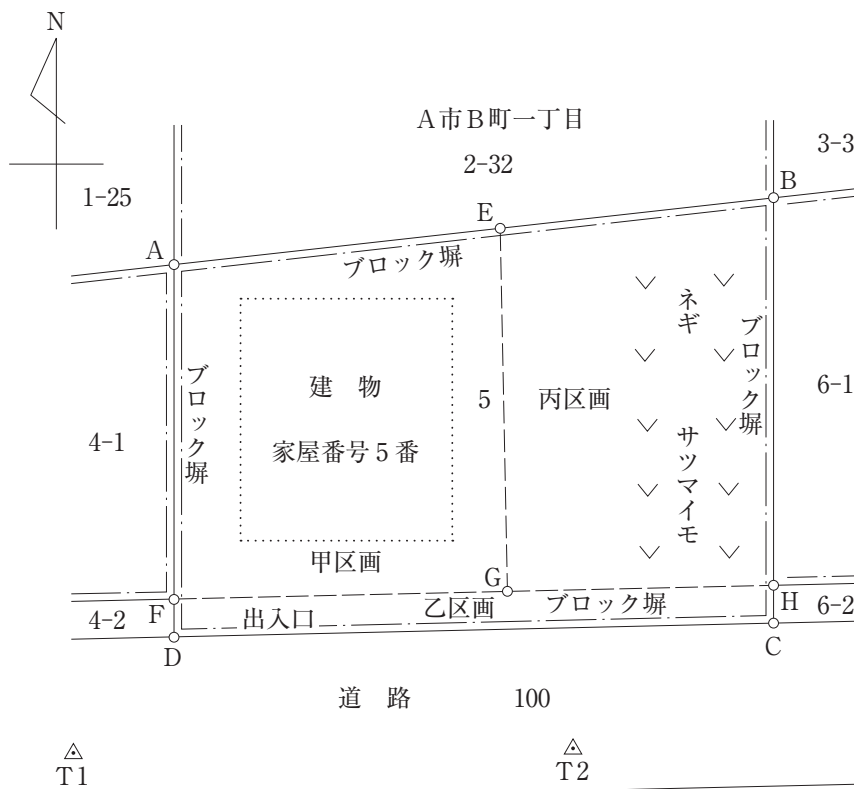 N
A市B町一丁目
2-32
3-3
1-25
B
E
A
ブロック塀
ネギ
ブロック塀
ブロック塀
建　物
5
丙区画
6-1
4-1
家屋番号５番
サツマイモ
甲区画
G
乙区画
ブロック塀
H
4-2
F
出入口
6-2
D
C
道　路
100
T1
T2